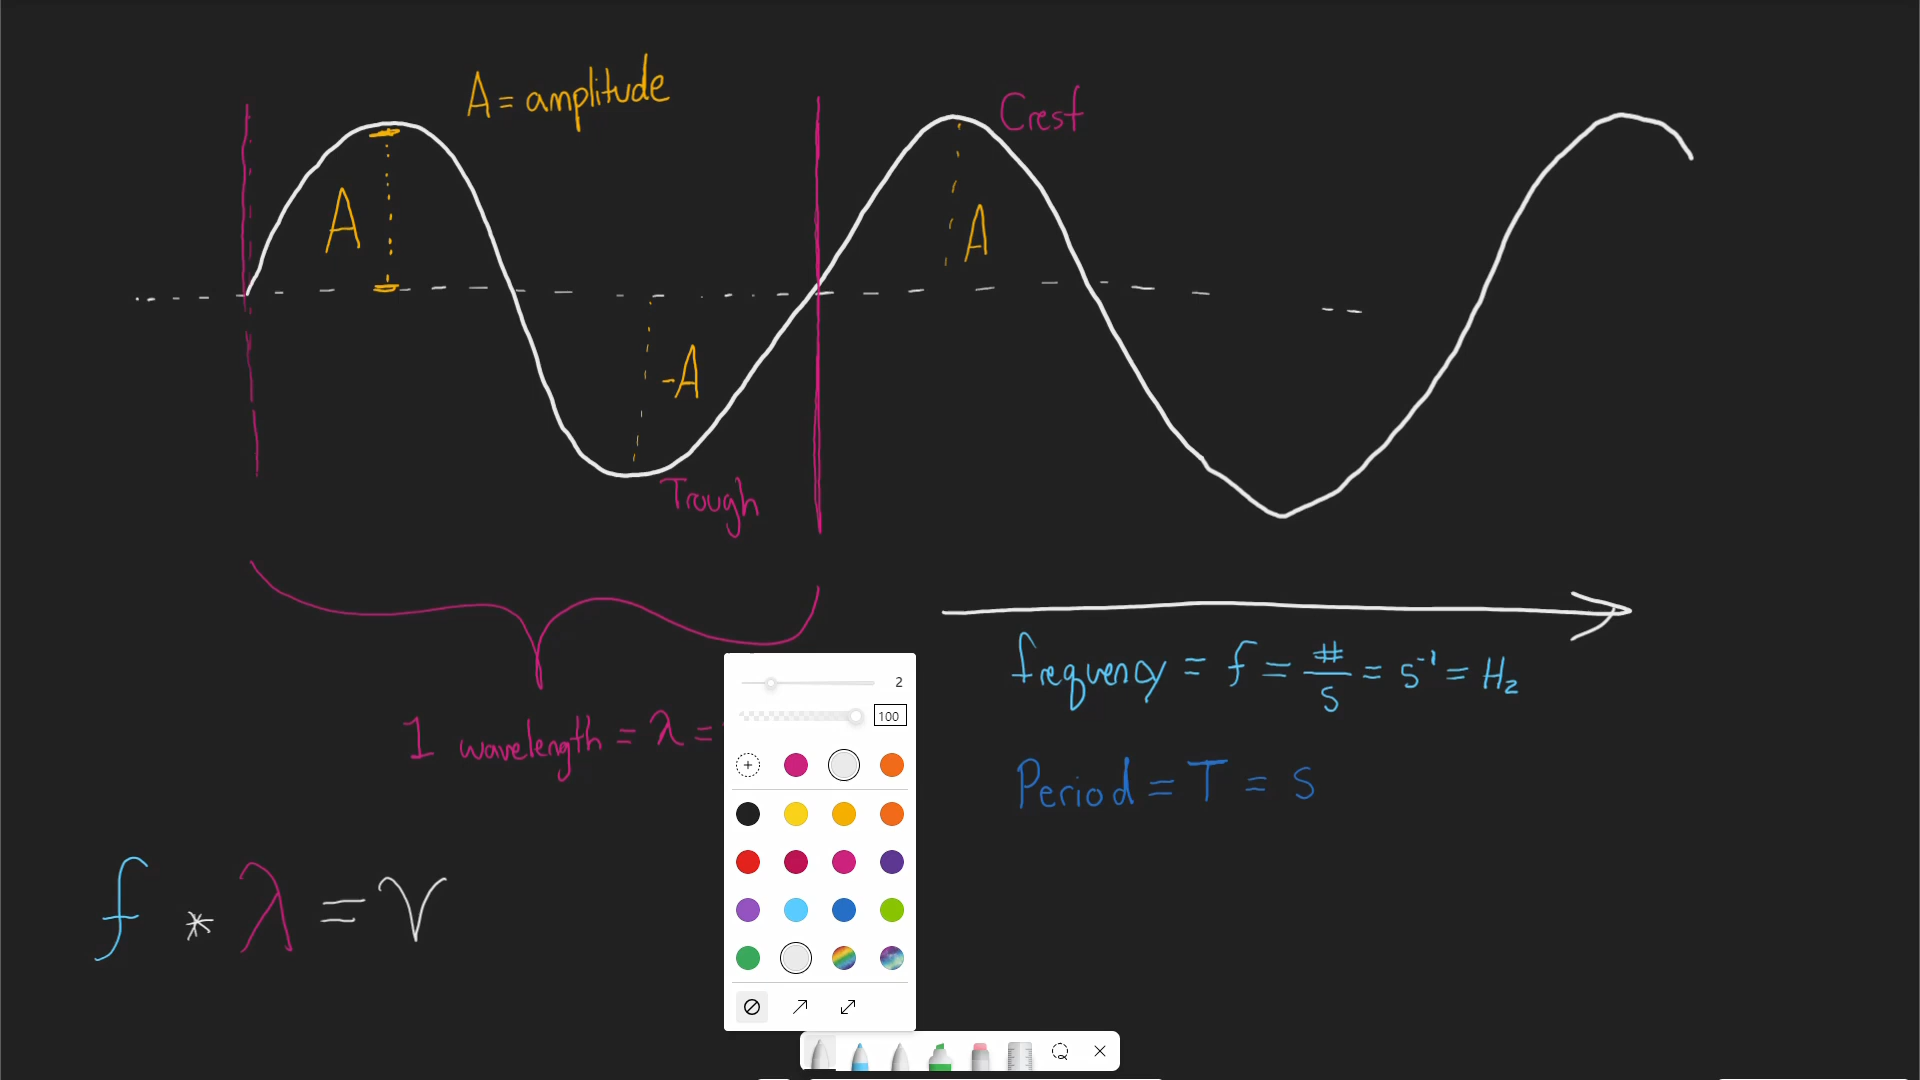 A = amplitude
Crest
A
A
-A
Trough
frequency = f = #/s = s⁻¹ = Hz
1 wavelength = λ =
Period = T = s
f * λ = v
2
100